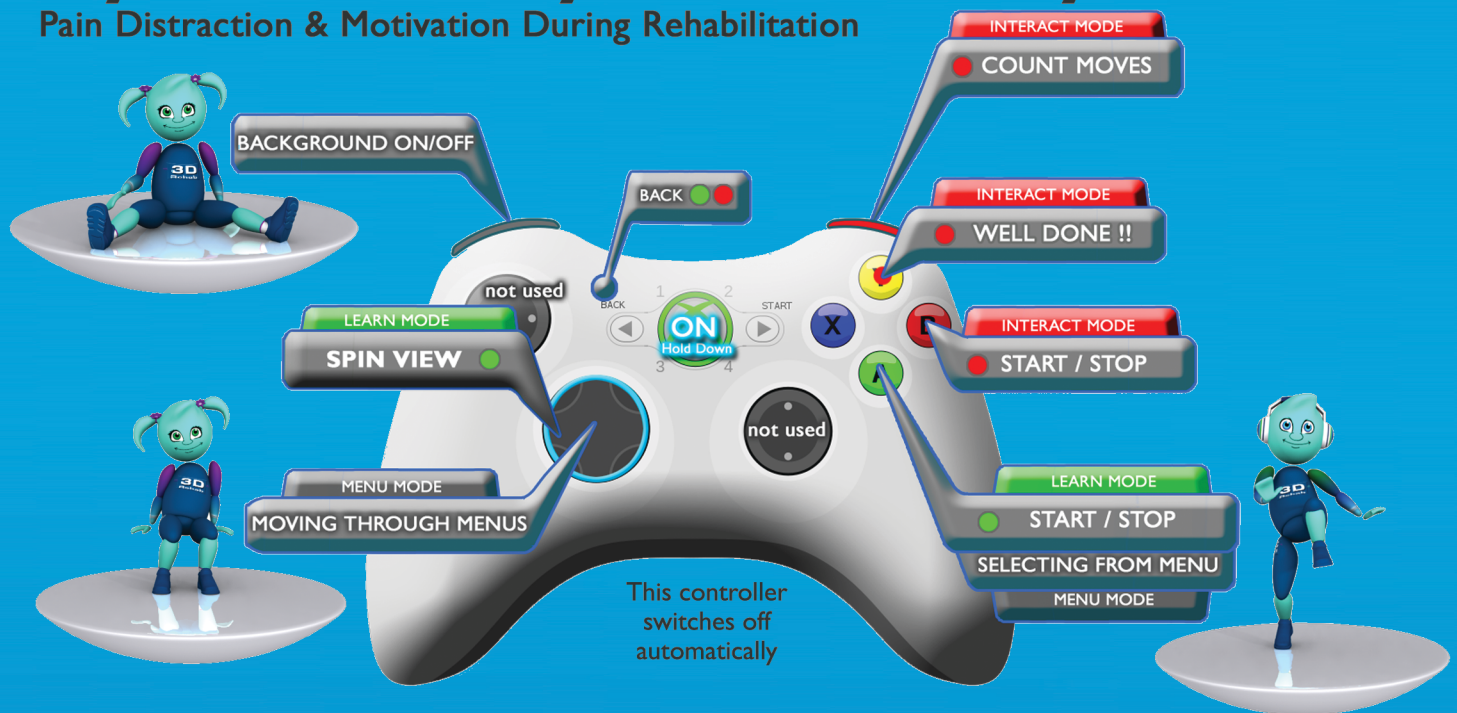 Pain Distraction & Motivation During Rehabilitation
INTERACT MODE
COUNT MOVES
BACKGROUND ON/OFF
3D
Rehab
BACK
INTERACT MODE
WELL DONE !!
not used
BACK
1
2
START
LEARN MODE
SPIN VIEW
ON
Hold Down
X
INTERACT MODE
START / STOP
3
4
A
not used
3D
Rehab
MENU MODE
MOVING THROUGH MENUS
LEARN MODE
START / STOP
SELECTING FROM MENU
MENU MODE
3D
Rehab
This controller
switches off
automatically